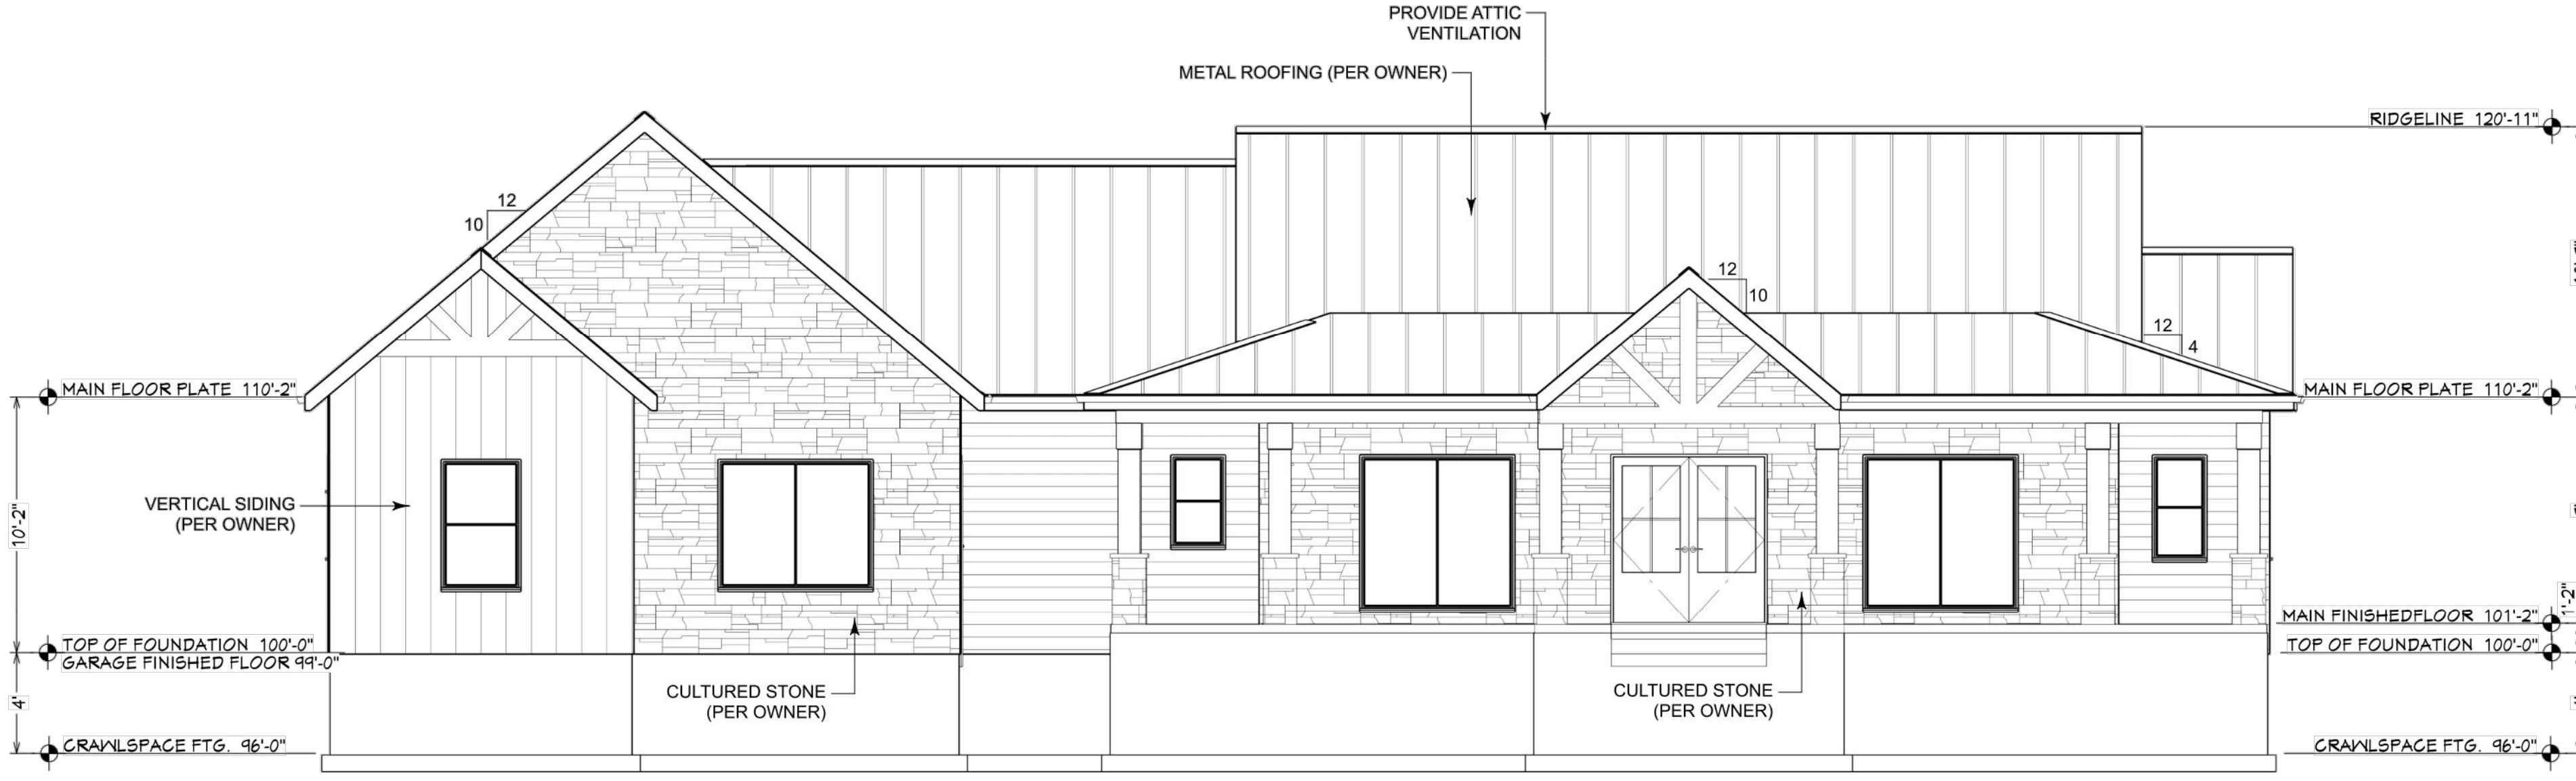 PROVIDE ATTIC
VENTILATION
METAL ROOFING (PER OWNER)
RIDGELINE 120'-11"
12
10
12
10
12
4
MAIN FLOOR PLATE 110'-2"
MAIN FLOOR PLATE 110'-2"
VERTICAL SIDING
(PER OWNER)
10'-2"
1'-2"
MAIN FINISHEDFLOOR 101'-2"
TOP OF FOUNDATION 100'-0"
GARAGE FINISHED FLOOR 99'-0"
TOP OF FOUNDATION 100'-0"
CULTURED STONE
(PER OWNER)
CULTURED STONE
(PER OWNER)
4'
CRAWLSPACE FTG. 96'-0"
CRAWLSPACE FTG. 96'-0"